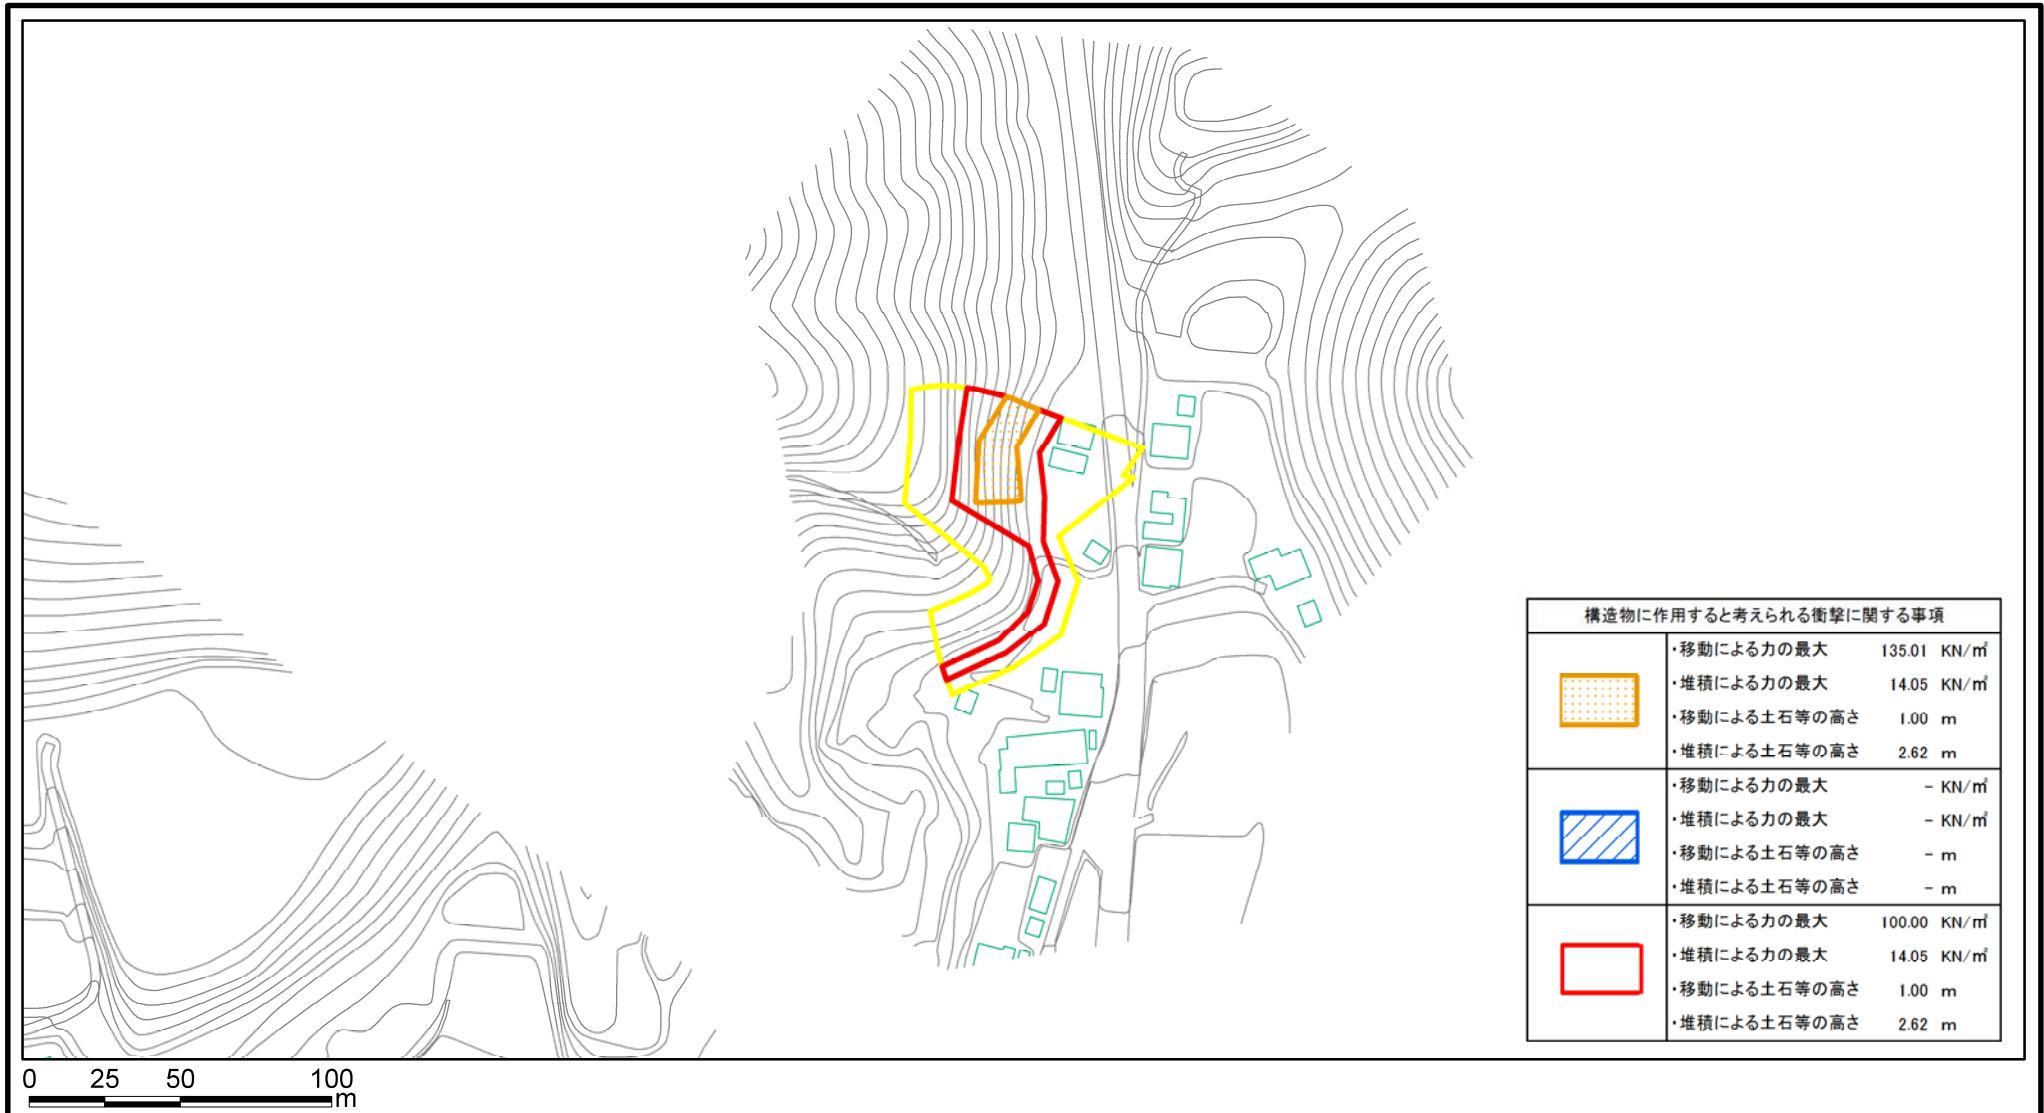 構造物に作用すると考えられる衝撃に関する事項
・移動による力の最大 135.01 KN/㎡
・堆積による力の最大 14.05 KN/㎡
・移動による土石等の高さ 1.00 m
・堆積による土石等の高さ 2.62 m
・移動による力の最大 - KN/㎡
・堆積による力の最大 - KN/㎡
・移動による土石等の高さ - m
・堆積による土石等の高さ - m
・移動による力の最大 100.00 KN/㎡
・堆積による力の最大 14.05 KN/㎡
・移動による土石等の高さ 1.00 m
・堆積による土石等の高さ 2.62 m
0 25 50 100
m